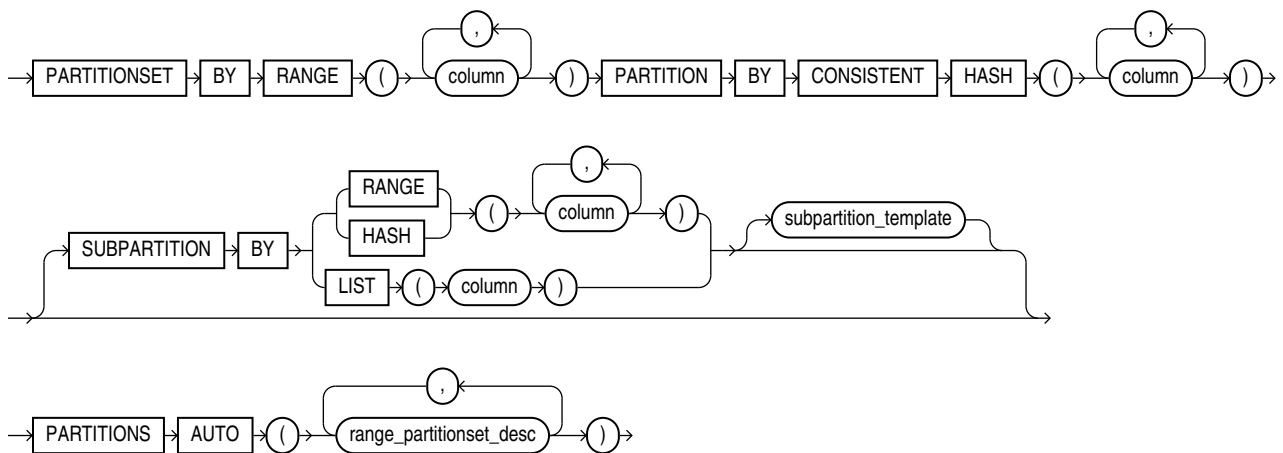 ,
,
PARTITIONSET BY RANGE ( column ) PARTITION BY CONSISTENT HASH ( column )
,
RANGE
( column )
subpartition_template
HASH
SUBPARTITION BY
LIST ( column )
,
PARTITIONS AUTO ( range_partitionset_desc )